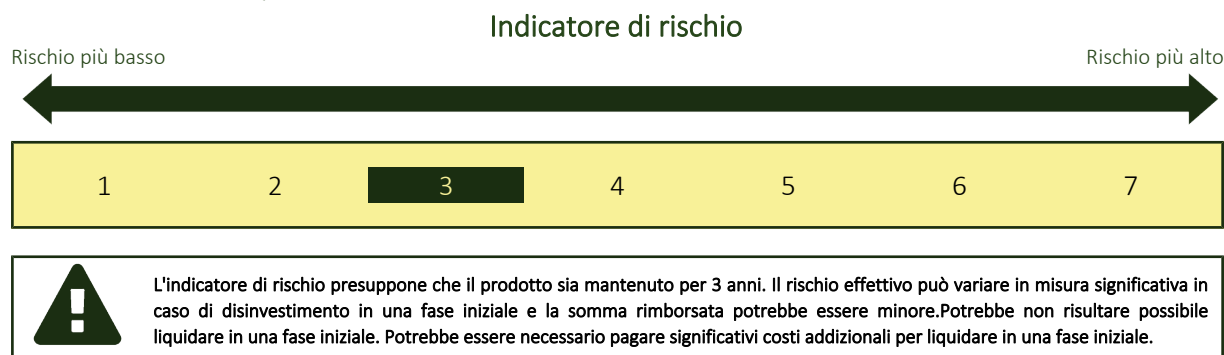 Indicatore di rischio
Rischio più basso
Rischio più alto
1 2 3 4 5 6 7
L'indicatore di rischio presuppone che il prodotto sia mantenuto per 3 anni. Il rischio effettivo può variare in misura significativa in
caso di disinvestimento in una fase iniziale e la somma rimborsata potrebbe essere minore.Potrebbe non risultare possibile
liquidare in una fase iniziale. Potrebbe essere necessario pagare significativi costi addizionali per liquidare in una fase iniziale.